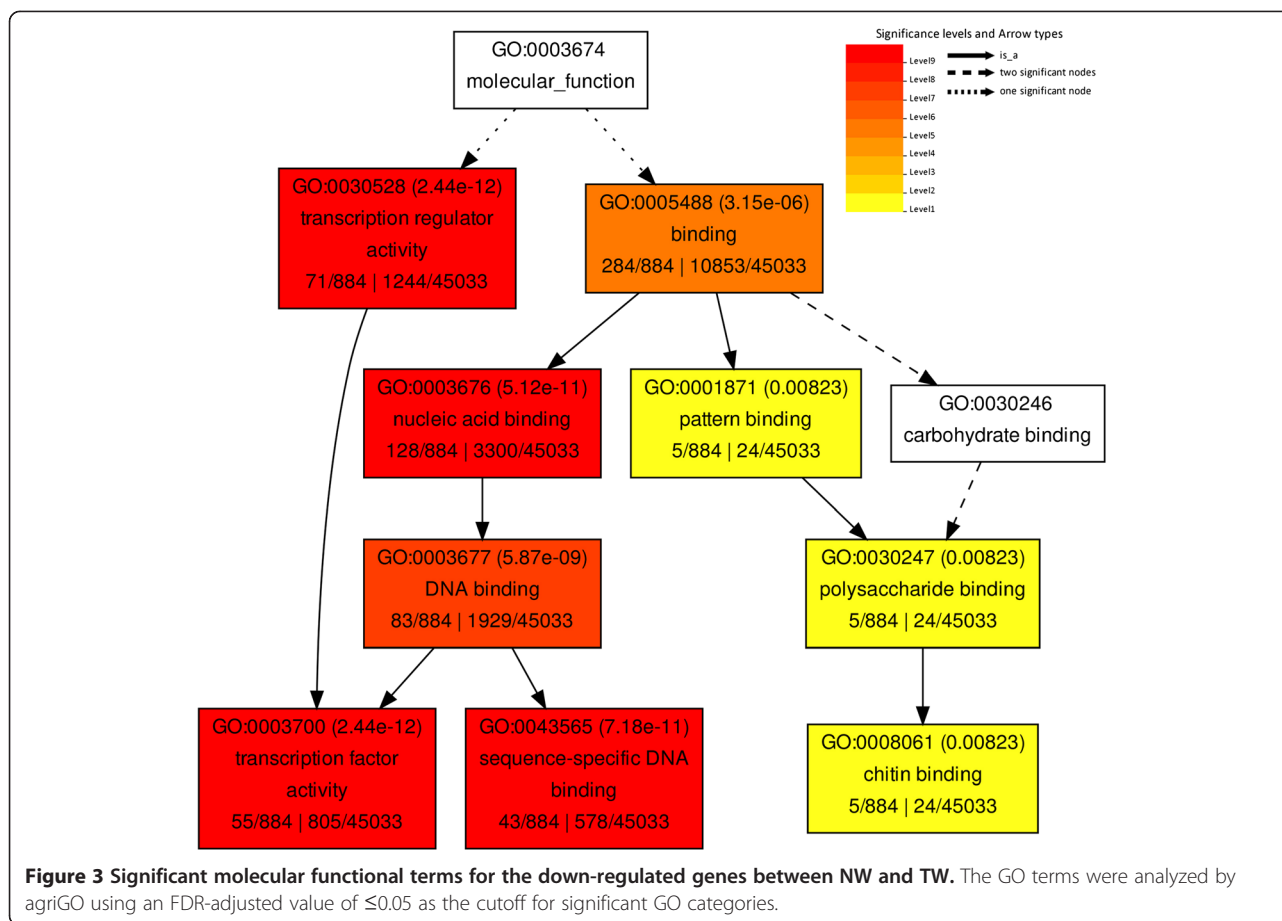 GO:0003674
molecular_function
Significance levels and Arrow types
Level9
Level8
Level7
Level6
Level5
Level4
Level3
Level2
Level1
is_a
two significant nodes
one significant node
GO:0030528 (2.44e-12)
transcription regulator
activity
71/884 | 1244/45033
GO:0005488 (3.15e-06)
binding
284/884 | 10853/45033
GO:0003676 (5.12e-11)
nucleic acid binding
128/884 | 3300/45033
GO:0001871 (0.00823)
pattern binding
5/884 | 24/45033
GO:0030246
carbohydrate binding
GO:0003677 (5.87e-09)
DNA binding
83/884 | 1929/45033
GO:0030247 (0.00823)
polysaccharide binding
5/884 | 24/45033
GO:0003700 (2.44e-12)
transcription factor
activity
55/884 | 805/45033
GO:0043565 (7.18e-11)
sequence-specific DNA
binding
43/884 | 578/45033
GO:0008061 (0.00823)
chitin binding
5/884 | 24/45033
Figure 3 Significant molecular functional terms for the down-regulated genes between NW and TW. The GO terms were analyzed by
agriGO using an FDR-adjusted value of ≤0.05 as the cutoff for significant GO categories.